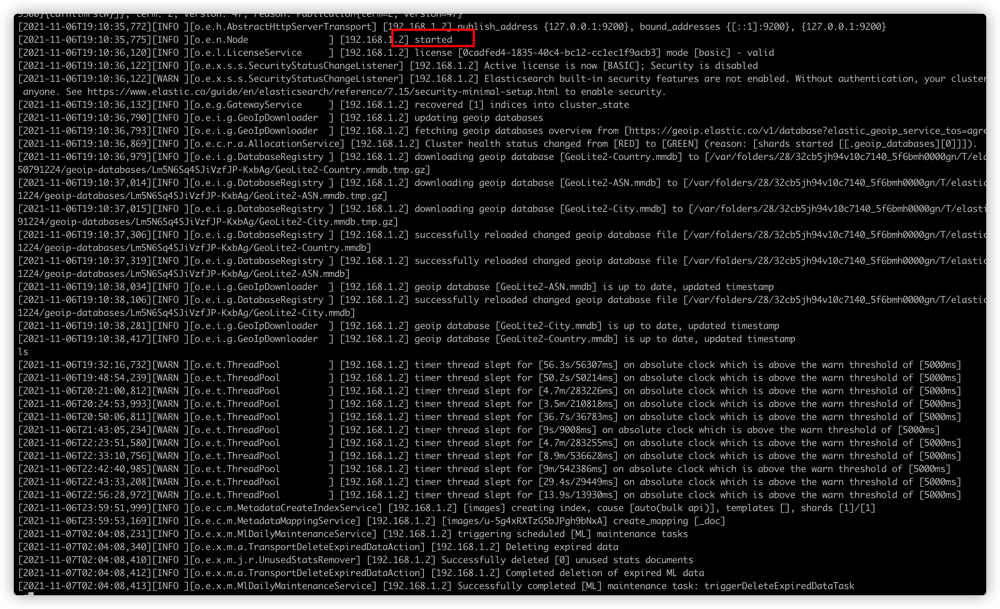 9300}{cdfhilmrstw}]}, term: 2, version: 47, reason: Publication{term=2, version=47}
[2021-11-06T19:10:35,772][INFO ][o.e.h.AbstractHttpServerTransport] [192.168.1.2] publish_address {127.0.0.1:9200}, bound_addresses {[::1]:9200}, {127.0.0.1:9200}
[2021-11-06T19:10:35,775][INFO ][o.e.n.Node               ] [192.168.1.2] started
[2021-11-06T19:10:36,120][INFO ][o.e.l.LicenseService     ] [192.168.1.2] license [0cadfed4-1835-40c4-bc12-cc1ec1f9acb3] mode [basic] - valid
[2021-11-06T19:10:36,122][INFO ][o.e.x.s.s.SecurityStatusChangeListener] [192.168.1.2] Active license is now [BASIC]; Security is disabled
[2021-11-06T19:10:36,122][WARN ][o.e.x.s.s.SecurityStatusChangeListener] [192.168.1.2] Elasticsearch built-in security features are not enabled. Without authentication, your cluster
anyone. See https://www.elastic.co/guide/en/elasticsearch/reference/7.15/security-minimal-setup.html to enable security.
[2021-11-06T19:10:36,132][INFO ][o.e.g.GatewayService     ] [192.168.1.2] recovered [1] indices into cluster_state
[2021-11-06T19:10:36,790][INFO ][o.e.i.g.GeoIpDownloader  ] [192.168.1.2] updating geoip databases
[2021-11-06T19:10:36,793][INFO ][o.e.i.g.GeoIpDownloader  ] [192.168.1.2] fetching geoip databases overview from [https://geoip.elastic.co/v1/database?elastic_geoip_service_tos=agre
[2021-11-06T19:10:36,869][INFO ][o.e.c.r.a.AllocationService] [192.168.1.2] Cluster health status changed from [RED] to [GREEN] (reason: [shards started [[.geoip_databases][0]]]).
[2021-11-06T19:10:36,979][INFO ][o.e.i.g.DatabaseRegistry ] [192.168.1.2] downloading geoip database [GeoLite2-Country.mmdb] to [/var/folders/28/32cb5jh94v10c7140_5f6bmh0000gn/T/ela
50791224/geoip-databases/Lm5N6Sq4SJiVzfJP-KxbAg/GeoLite2-Country.mmdb.tmp.gz]
[2021-11-06T19:10:37,014][INFO ][o.e.i.g.DatabaseRegistry ] [192.168.1.2] downloading geoip database [GeoLite2-ASN.mmdb] to [/var/folders/28/32cb5jh94v10c7140_5f6bmh0000gn/T/elastic
1224/geoip-databases/Lm5N6Sq4SJiVzfJP-KxbAg/GeoLite2-ASN.mmdb.tmp.gz]
[2021-11-06T19:10:37,015][INFO ][o.e.i.g.DatabaseRegistry ] [192.168.1.2] downloading geoip database [GeoLite2-City.mmdb] to [/var/folders/28/32cb5jh94v10c7140_5f6bmh0000gn/T/elasti
91224/geoip-databases/Lm5N6Sq4SJiVzfJP-KxbAg/GeoLite2-City.mmdb.tmp.gz]
[2021-11-06T19:10:37,306][INFO ][o.e.i.g.DatabaseRegistry ] [192.168.1.2] successfully reloaded changed geoip database file [/var/folders/28/32cb5jh94v10c7140_5f6bmh0000gn/T/elastic
1224/geoip-databases/Lm5N6Sq4SJiVzfJP-KxbAg/GeoLite2-Country.mmdb]
[2021-11-06T19:10:37,319][INFO ][o.e.i.g.DatabaseRegistry ] [192.168.1.2] successfully reloaded changed geoip database file [/var/folders/28/32cb5jh94v10c7140_5f6bmh0000gn/T/elastic
1224/geoip-databases/Lm5N6Sq4SJiVzfJP-KxbAg/GeoLite2-ASN.mmdb]
[2021-11-06T19:10:38,034][INFO ][o.e.i.g.GeoIpDownloader  ] [192.168.1.2] geoip database [GeoLite2-ASN.mmdb] is up to date, updated timestamp
[2021-11-06T19:10:38,106][INFO ][o.e.i.g.DatabaseRegistry ] [192.168.1.2] successfully reloaded changed geoip database file [/var/folders/28/32cb5jh94v10c7140_5f6bmh0000gn/T/elastic
1224/geoip-databases/Lm5N6Sq4SJiVzfJP-KxbAg/GeoLite2-City.mmdb]
[2021-11-06T19:10:38,281][INFO ][o.e.i.g.GeoIpDownloader  ] [192.168.1.2] geoip database [GeoLite2-City.mmdb] is up to date, updated timestamp
[2021-11-06T19:10:38,417][INFO ][o.e.i.g.GeoIpDownloader  ] [192.168.1.2] geoip database [GeoLite2-Country.mmdb] is up to date, updated timestamp
ls
[2021-11-06T19:32:16,732][WARN ][o.e.t.ThreadPool         ] [192.168.1.2] timer thread slept for [56.3s/56307ms] on absolute clock which is above the warn threshold of [5000ms]
[2021-11-06T19:48:54,239][WARN ][o.e.t.ThreadPool         ] [192.168.1.2] timer thread slept for [50.2s/50214ms] on absolute clock which is above the warn threshold of [5000ms]
[2021-11-06T20:21:00,812][WARN ][o.e.t.ThreadPool         ] [192.168.1.2] timer thread slept for [4.7m/283226ms] on absolute clock which is above the warn threshold of [5000ms]
[2021-11-06T20:24:53,993][WARN ][o.e.t.ThreadPool         ] [192.168.1.2] timer thread slept for [3.5m/210818ms] on absolute clock which is above the warn threshold of [5000ms]
[2021-11-06T20:50:06,811][WARN ][o.e.t.ThreadPool         ] [192.168.1.2] timer thread slept for [36.7s/36783ms] on absolute clock which is above the warn threshold of [5000ms]
[2021-11-06T21:43:05,234][WARN ][o.e.t.ThreadPool         ] [192.168.1.2] timer thread slept for [9s/9008ms] on absolute clock which is above the warn threshold of [5000ms]
[2021-11-06T22:23:51,580][WARN ][o.e.t.ThreadPool         ] [192.168.1.2] timer thread slept for [4.7m/283255ms] on absolute clock which is above the warn threshold of [5000ms]
[2021-11-06T22:33:10,756][WARN ][o.e.t.ThreadPool         ] [192.168.1.2] timer thread slept for [8.9m/536628ms] on absolute clock which is above the warn threshold of [5000ms]
[2021-11-06T22:42:40,985][WARN ][o.e.t.ThreadPool         ] [192.168.1.2] timer thread slept for [9m/542386ms] on absolute clock which is above the warn threshold of [5000ms]
[2021-11-06T22:43:33,208][WARN ][o.e.t.ThreadPool         ] [192.168.1.2] timer thread slept for [29.4s/29449ms] on absolute clock which is above the warn threshold of [5000ms]
[2021-11-06T22:56:28,972][WARN ][o.e.t.ThreadPool         ] [192.168.1.2] timer thread slept for [13.9s/13930ms] on absolute clock which is above the warn threshold of [5000ms]
[2021-11-06T23:59:51,999][INFO ][o.e.c.m.MetadataCreateIndexService] [192.168.1.2] [images] creating index, cause [auto(bulk api)], templates [], shards [1]/[1]
[2021-11-06T23:59:53,169][INFO ][o.e.c.m.MetadataMappingService] [192.168.1.2] [images/u-5g4xRXTzG5bJPgh9bNxA] create_mapping [_doc]
[2021-11-07T02:04:08,231][INFO ][o.e.x.m.MlDailyMaintenanceService] [192.168.1.2] triggering scheduled [ML] maintenance tasks
[2021-11-07T02:04:08,340][INFO ][o.e.x.m.a.TransportDeleteExpiredDataAction] [192.168.1.2] Deleting expired data
[2021-11-07T02:04:08,410][INFO ][o.e.x.m.j.r.UnusedStatsRemover] [192.168.1.2] Successfully deleted [0] unused stats documents
[2021-11-07T02:04:08,412][INFO ][o.e.x.m.a.TransportDeleteExpiredDataAction] [192.168.1.2] Completed deletion of expired ML data
[2021-11-07T02:04:08,413][INFO ][o.e.x.m.MlDailyMaintenanceService] [192.168.1.2] Successfully completed [ML] maintenance task: triggerDeleteExpiredDataTask